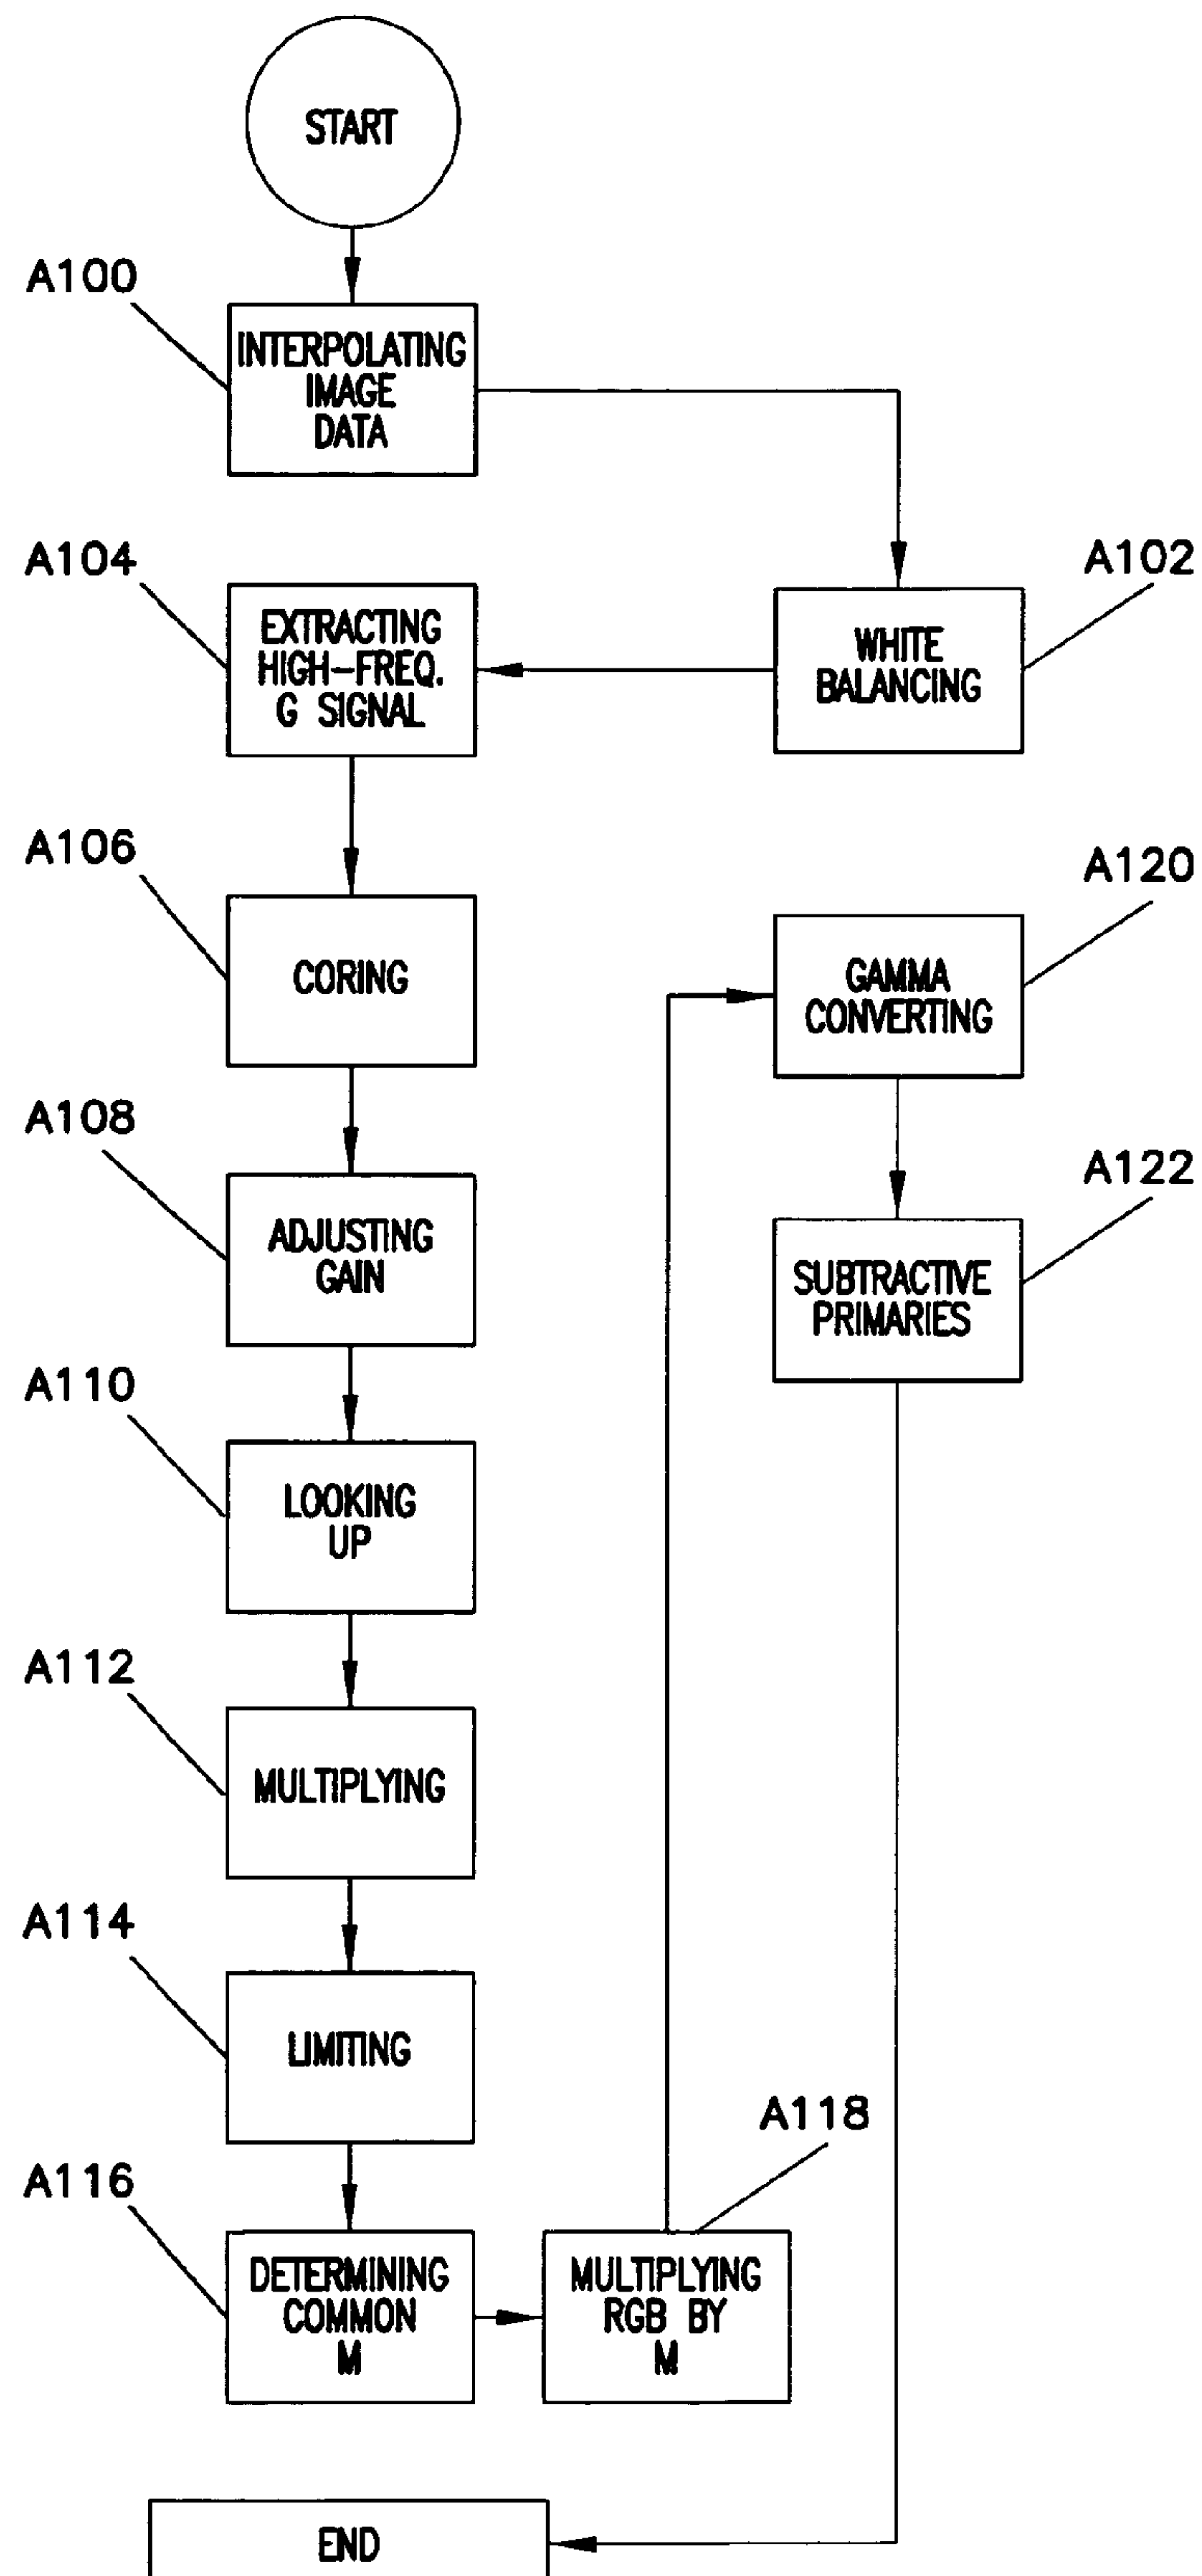 START
A100
INTERPOLATING
IMAGE
DATA
A104
EXTRACTING
HIGH-FREQ.
G SIGNAL
A102
WHITE
BALANCING
A106
CORING
A120
GAMMA
CONVERTING
A108
ADJUSTING
GAIN
A122
SUBTRACTIVE
PRIMARIES
A110
LOOKING
UP
A112
MULTIPLYING
A114
LIMITING
A116
DETERMINING
COMMON
M
A118
MULTIPLYING
RGB BY
M
END